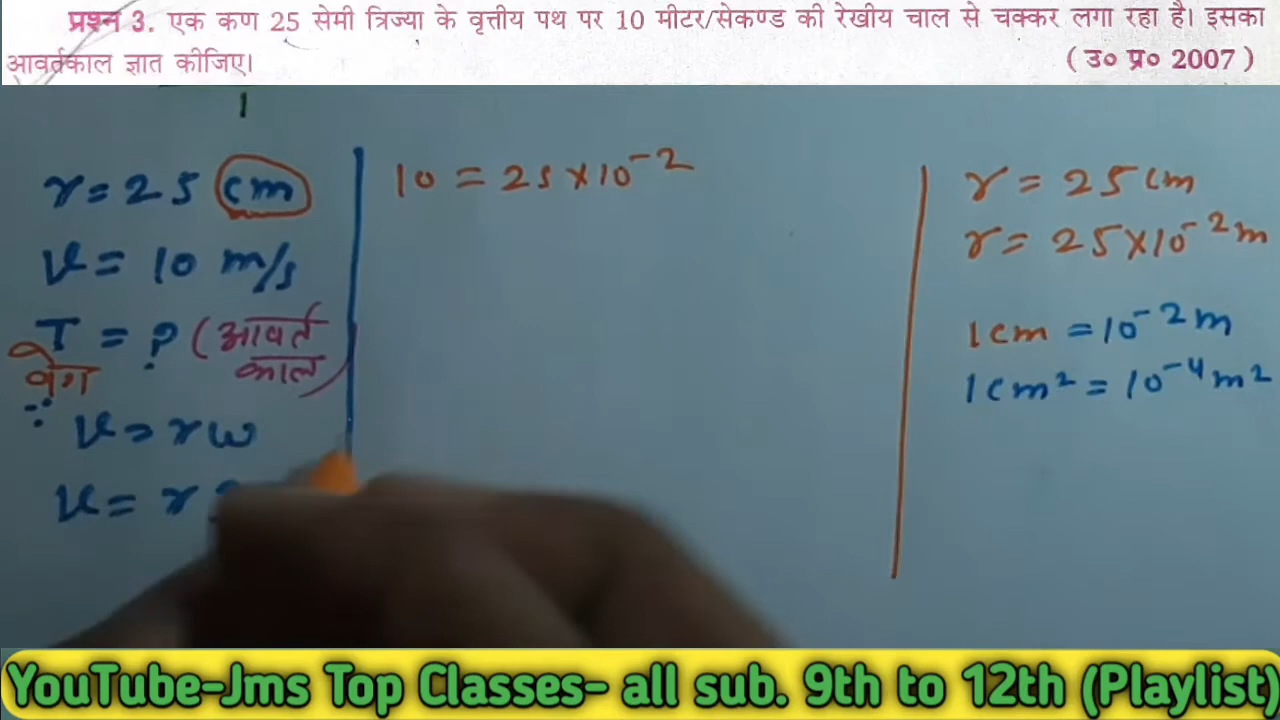 प्रश्न 3. एक कण 25 सेमी त्रिज्या के वृत्तीय पथ पर 10 मीटर/सेकण्ड की रेखीय चाल से चक्कर लगा रहा है। इसका
आवर्तकाल ज्ञात कीजिए। ( उ० प्र० 2007 )
1
r = 25 cm
v = 10 m/s
T = ? (आवर्त
काल)
वेग
∵ v = rω
v = r
10 = 25 × 10⁻²
r = 25 cm
r = 25 × 10⁻² m
1 cm = 10⁻² m
1 cm² = 10⁻⁴ m²
YouTube-Jms Top Classes- all sub. 9th to 12th (Playlist)